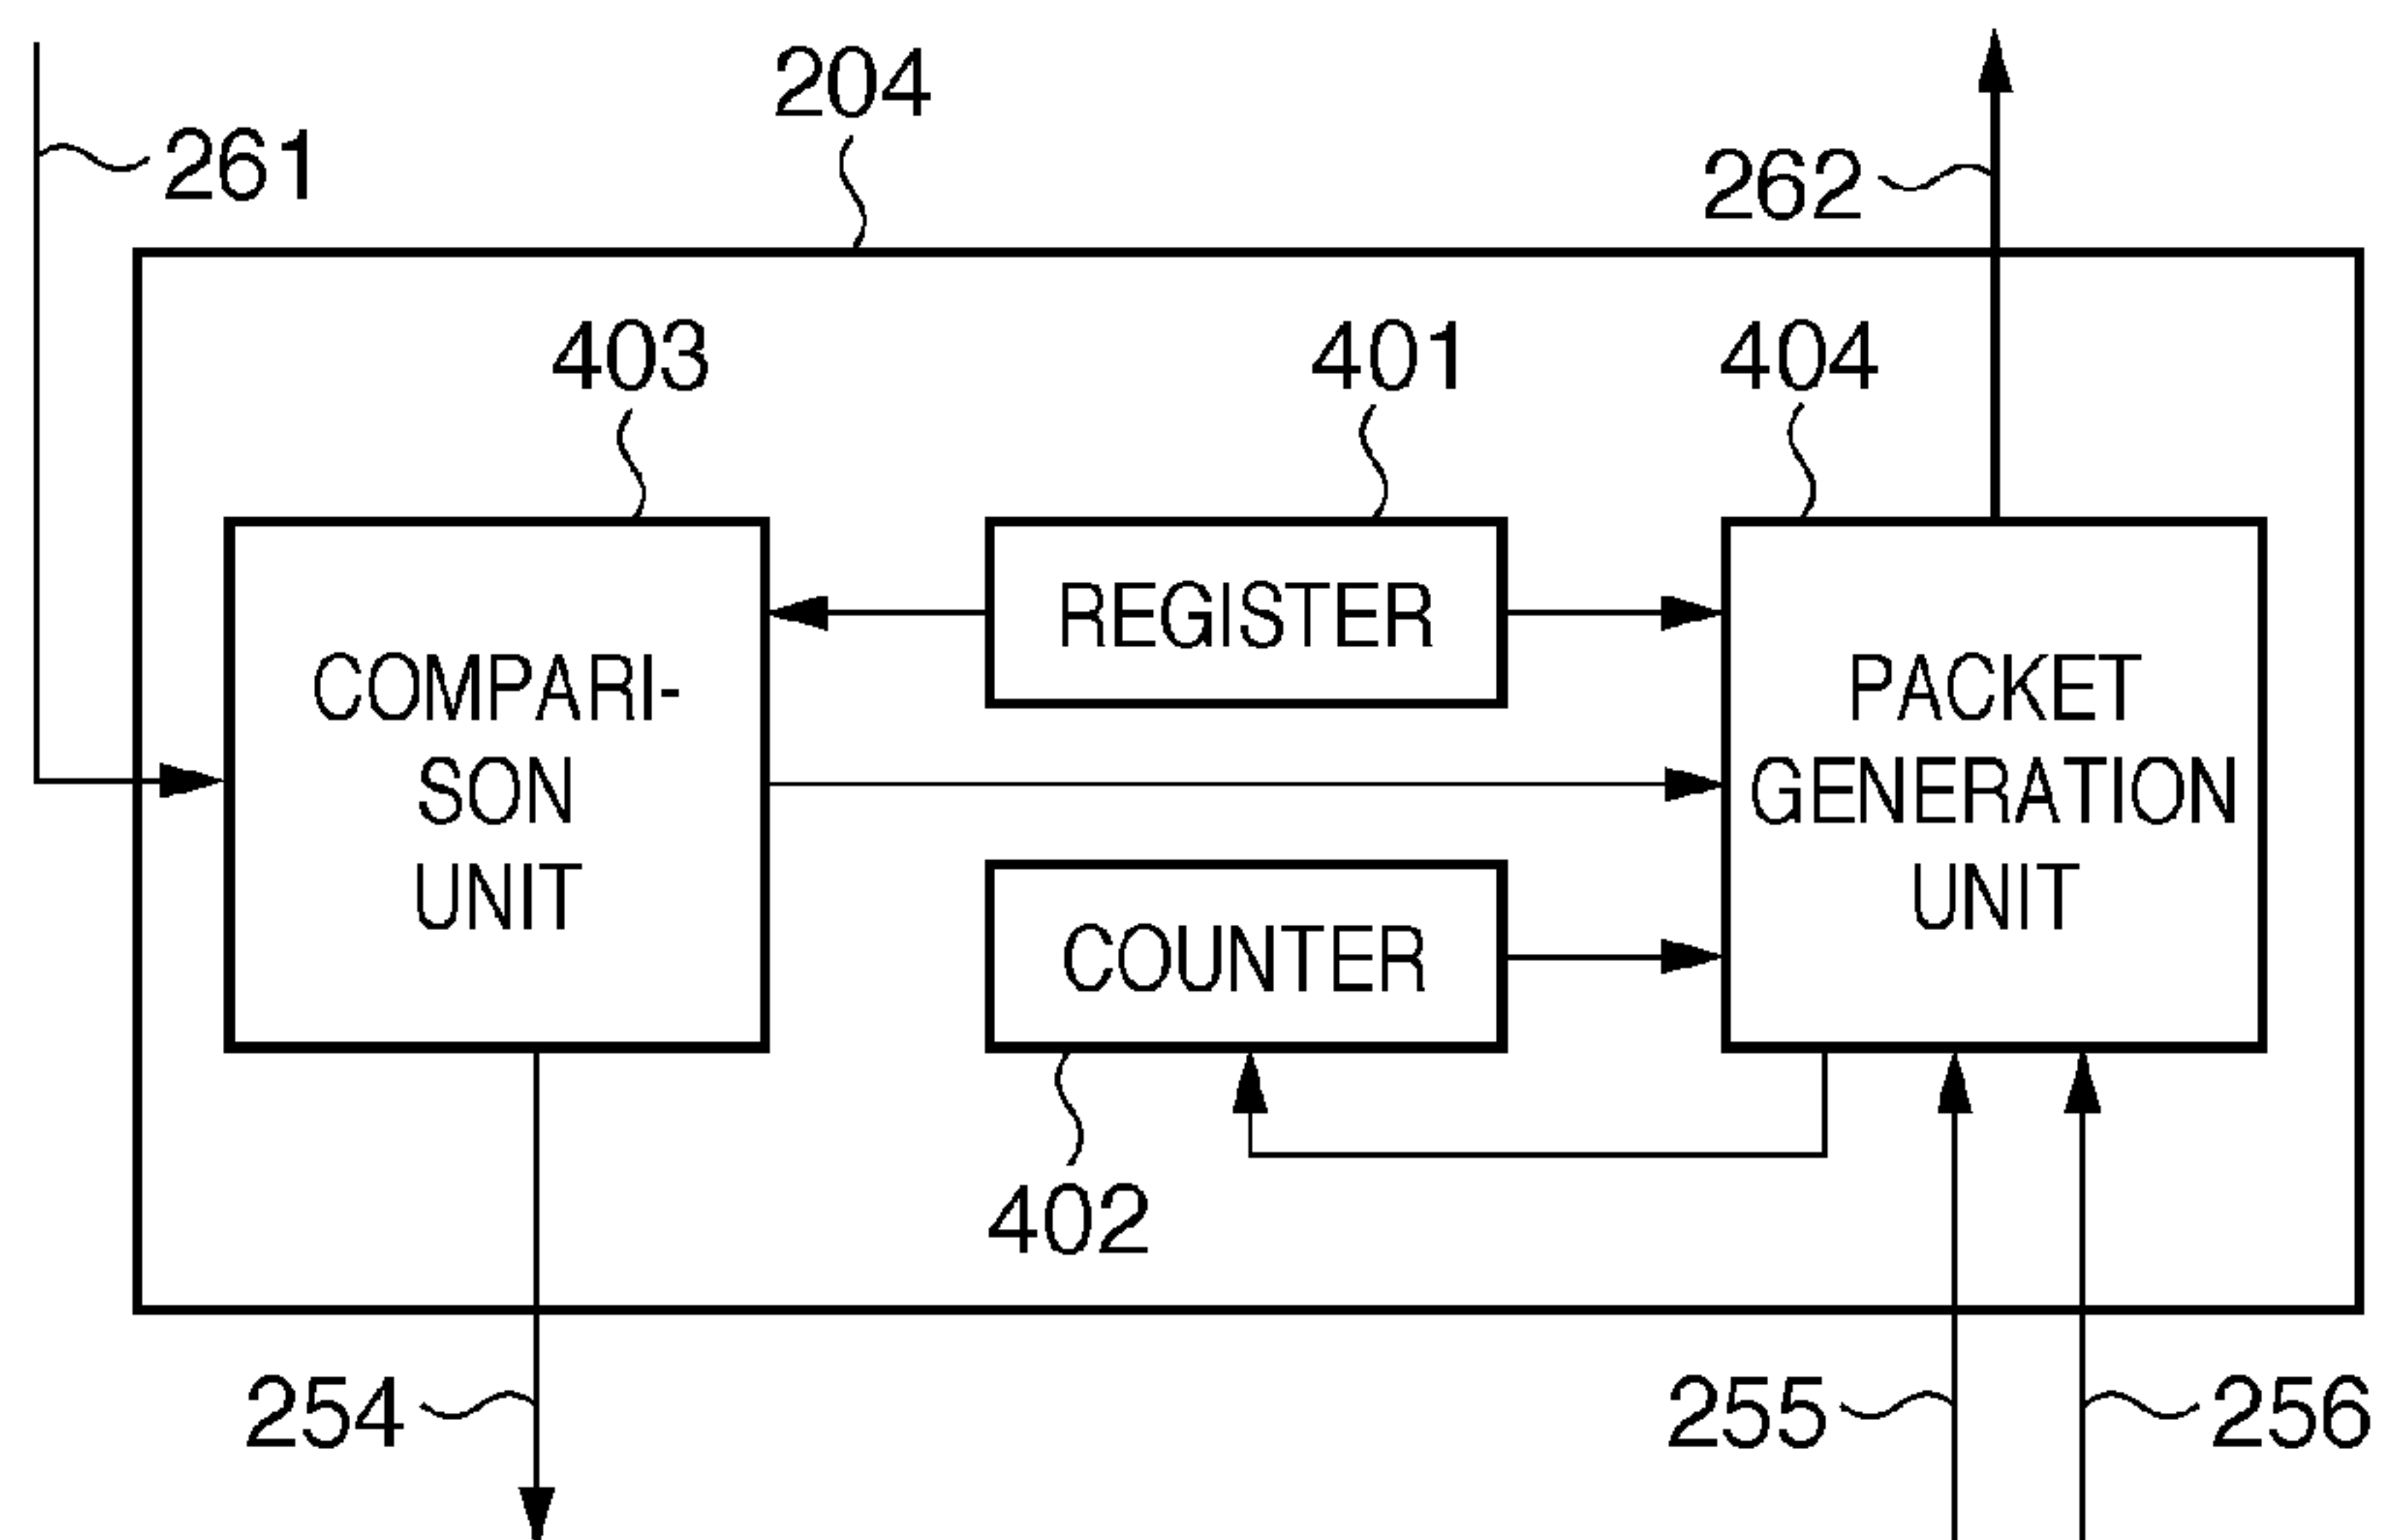 204
261
262
403
401
404
REGISTER
COMPARI-
SON
UNIT
PACKET
GENERATION
UNIT
COUNTER
402
254
255
256